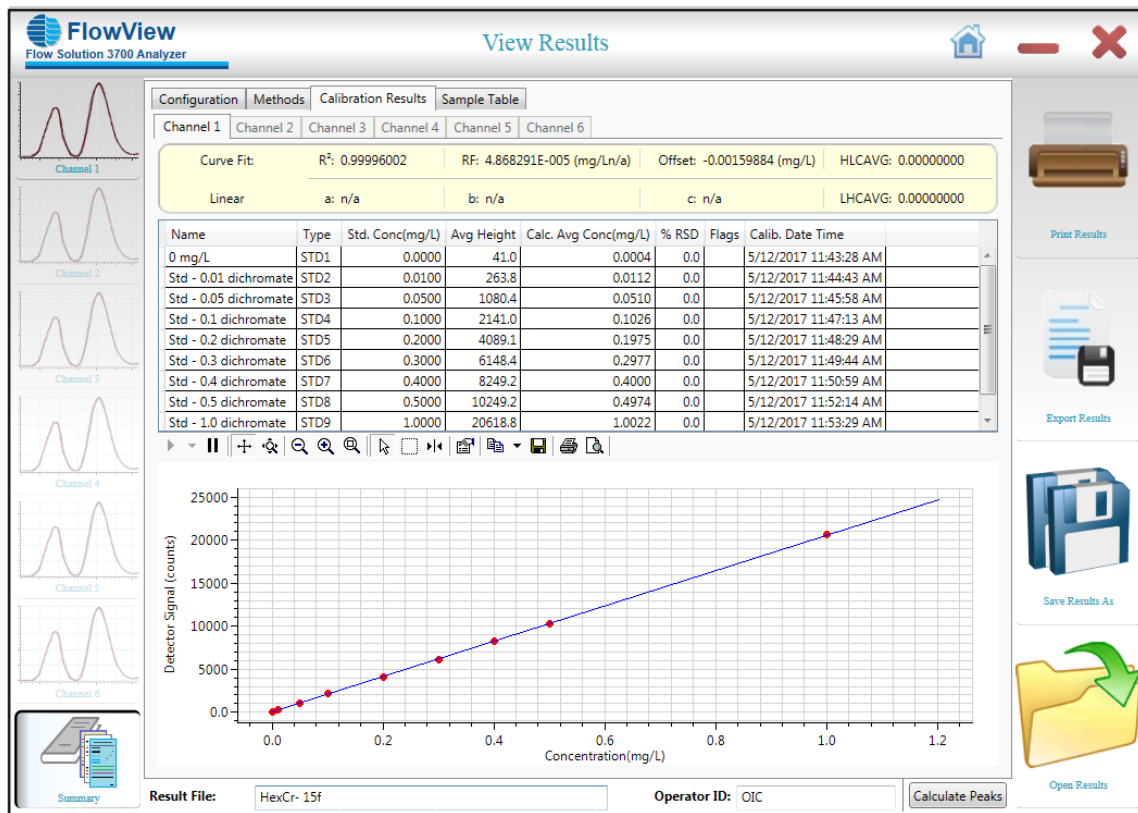 FlowView
Flow Solution 3700 Analyzer
View Results
Configuration Methods Calibration Results Sample Table
Channel 1 Channel 2 Channel 3 Channel 4 Channel 5 Channel 6
Curve Fit: R²: 0.99996002 RF: 4.868291E-005 (mg/Ln/a) Offset: -0.00159884 (mg/L) HLCAVG: 0.00000000
Linear a: n/a b: n/a c: n/a LHCAVG: 0.00000000
Name Type Std. Conc(mg/L) Avg Height Calc. Avg Conc(mg/L) % RSD Flags Calib. Date Time
0 mg/L STD1 0.0000 41.0 0.0004 0.0 5/12/2017 11:43:28 AM
Std - 0.01 dichromate STD2 0.0100 263.8 0.0112 0.0 5/12/2017 11:44:43 AM
Std - 0.05 dichromate STD3 0.0500 1080.4 0.0510 0.0 5/12/2017 11:45:58 AM
Std - 0.1 dichromate STD4 0.1000 2141.0 0.1026 0.0 5/12/2017 11:47:13 AM
Std - 0.2 dichromate STD5 0.2000 4089.1 0.1975 0.0 5/12/2017 11:48:29 AM
Std - 0.3 dichromate STD6 0.3000 6148.4 0.2977 0.0 5/12/2017 11:49:44 AM
Std - 0.4 dichromate STD7 0.4000 8249.2 0.4000 0.0 5/12/2017 11:50:59 AM
Std - 0.5 dichromate STD8 0.5000 10249.2 0.4974 0.0 5/12/2017 11:52:14 AM
Std - 1.0 dichromate STD9 1.0000 20618.8 1.0022 0.0 5/12/2017 11:53:29 AM
Detector Signal (counts)
25000
20000
15000
10000
5000
0.0
0.0 0.2 0.4 0.6 0.8 1.0 1.2
Concentration(mg/L)
Result File: HexCr- 15f Operator ID: OIC Calculate Peaks
Channel 1
Channel 2
Channel 3
Channel 4
Channel 5
Channel 6
Summary
Print Results
Export Results
Save Results As
Open Results